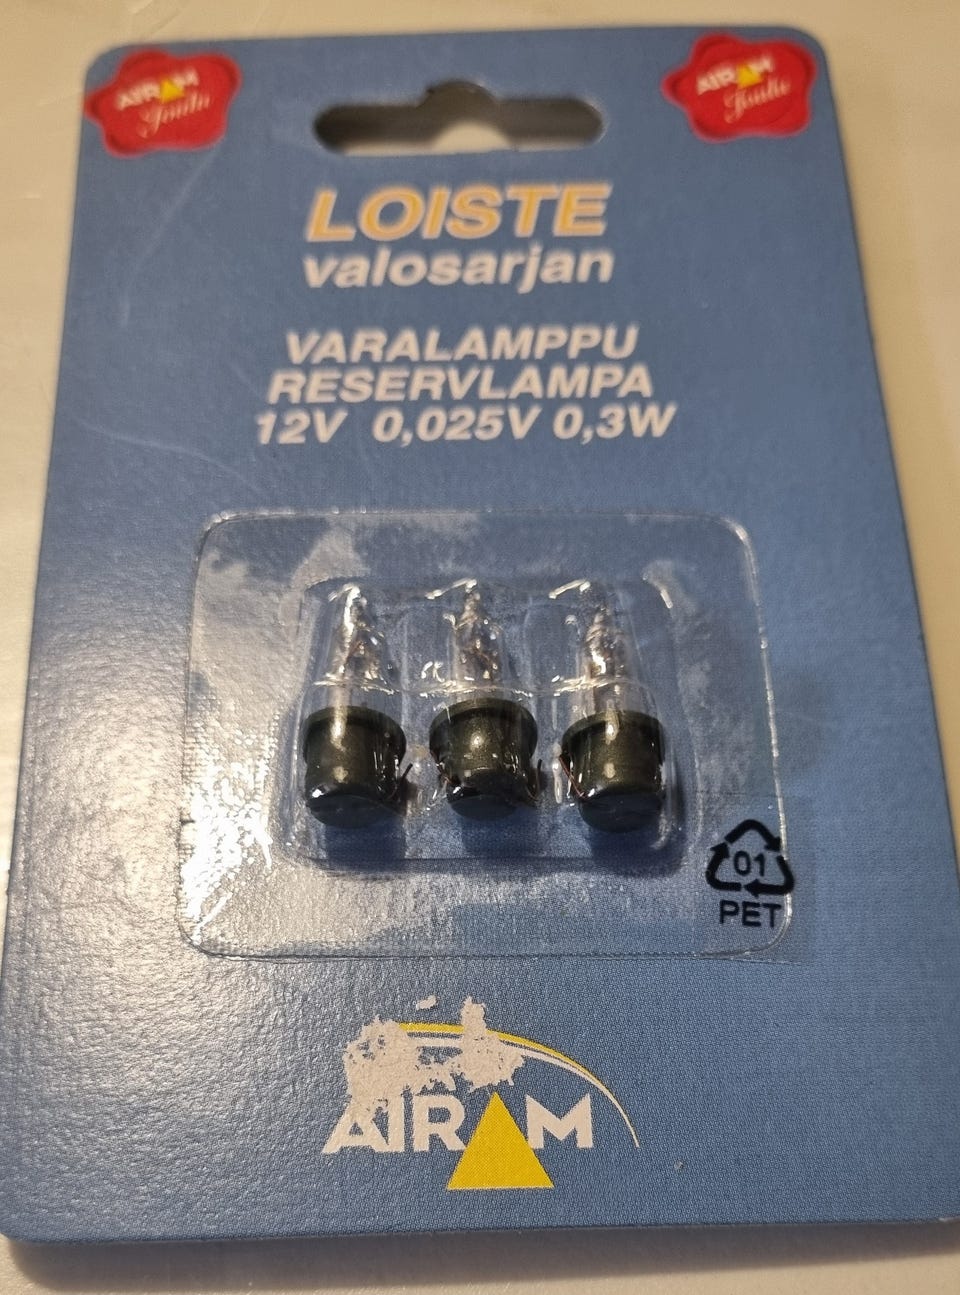 AIRAM
Joulu
AIRAM
Joulu
LOISTE
valosarjan
VARALAMPPU
RESERVLAMPA
12V 0,025V 0,3W
01
PET
AIRAM